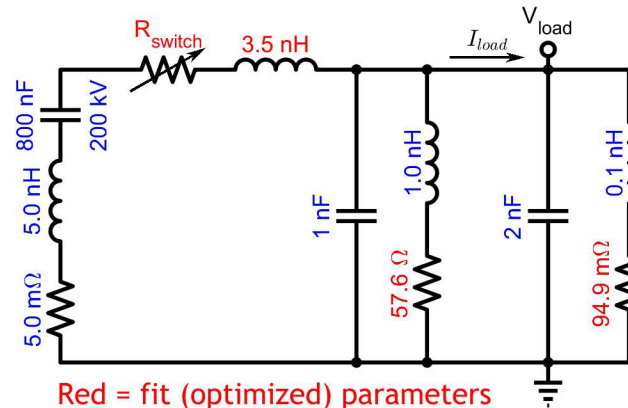 R_switch
3.5 nH
I_load
V_load
800 nF
200 kV
5.0 nH
5.0 mΩ
1 nF
1.0 nH
57.6 Ω
2 nF
0.1 nH
94.9 mΩ
Red = fit (optimized) parameters